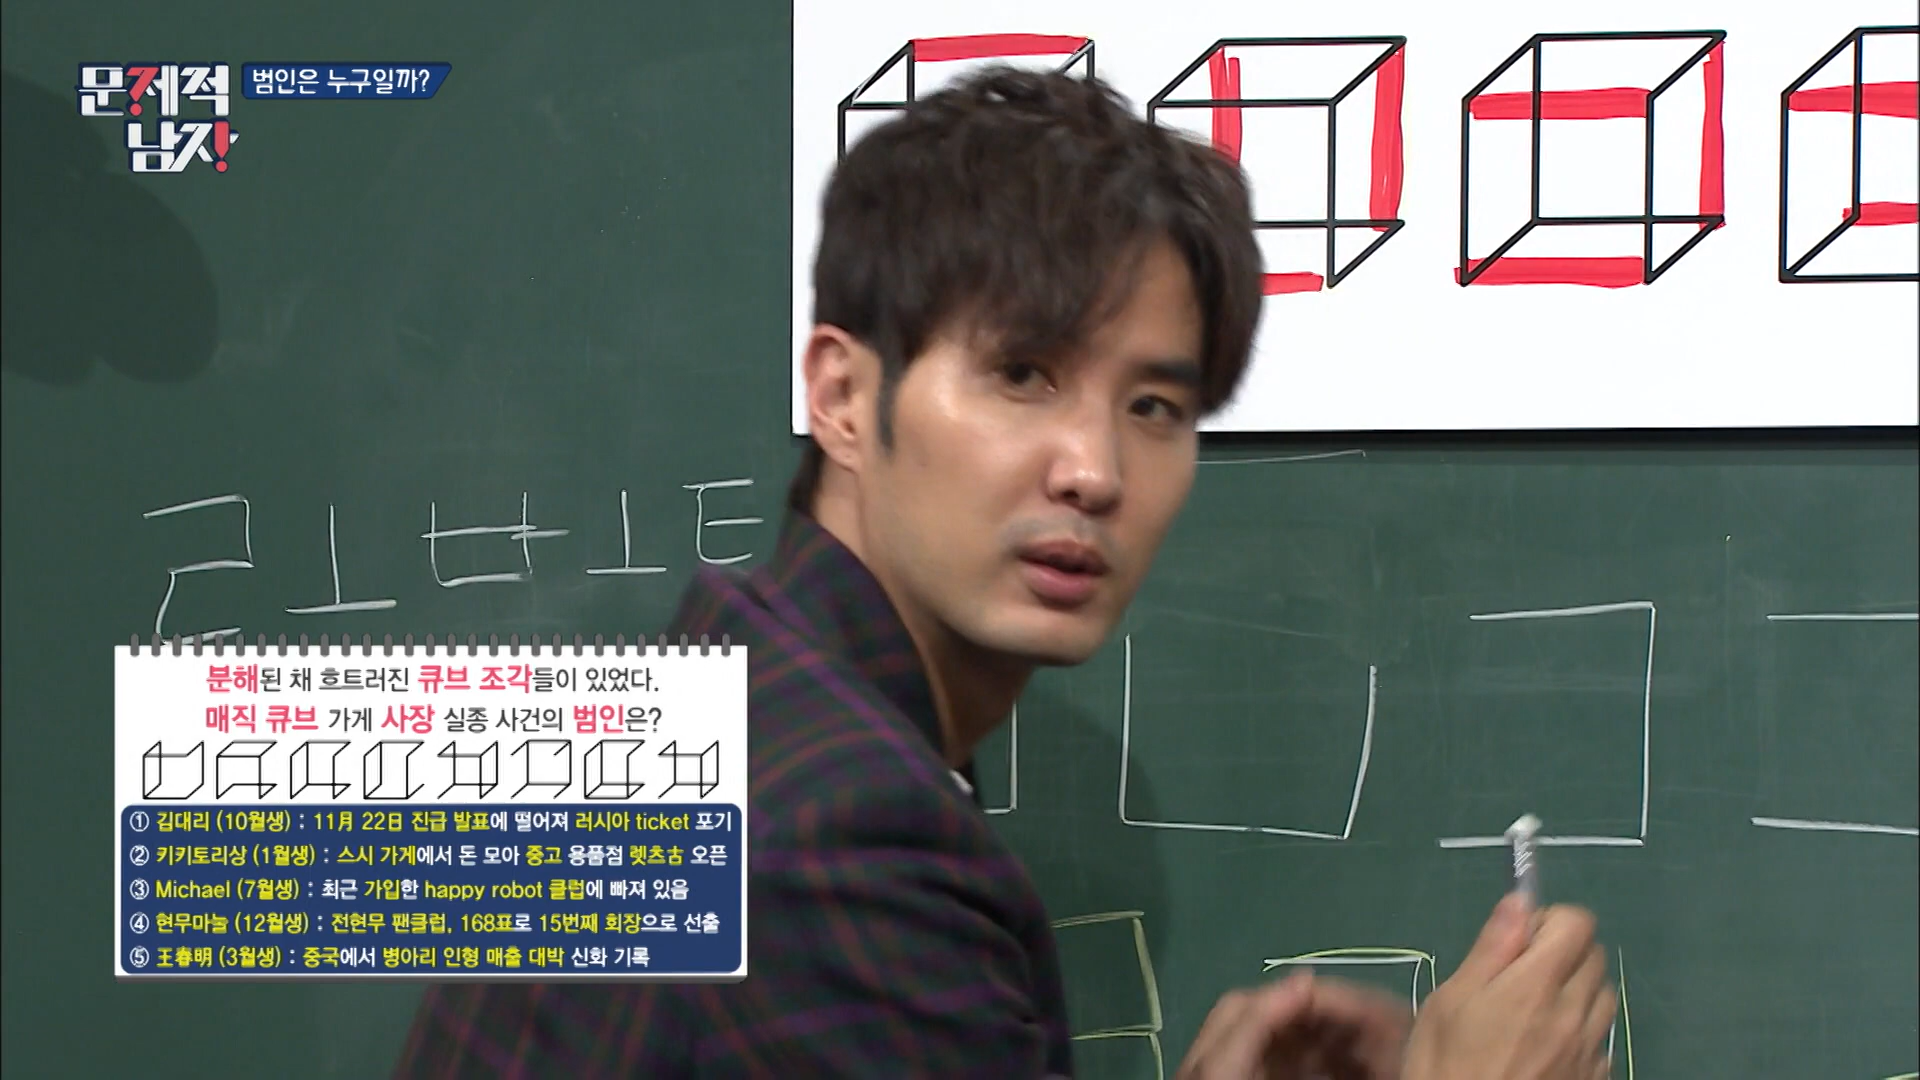 문제적
남자
범인은 누구일까?
로봇
분해된 채 흐트러진 큐브 조각들이 있었다.
매직 큐브 가게 사장 실종 사건의 범인은?
① 김대리 (10월생) : 11月 22日 진급 발표에 떨어져 러시아 ticket 포기
② 키키토리상 (1월생) : 스시 가게에서 돈 모아 중고 용품점 렛츠古 오픈
③ Michael (7월생) : 최근 가입한 happy robot 클럽에 빠져 있음
④ 현무마늘 (12월생) : 전현무 팬클럽, 168표로 15번째 회장으로 선출
⑤ 王春明 (3월생) : 중국에서 병아리 인형 매출 대박 신화 기록